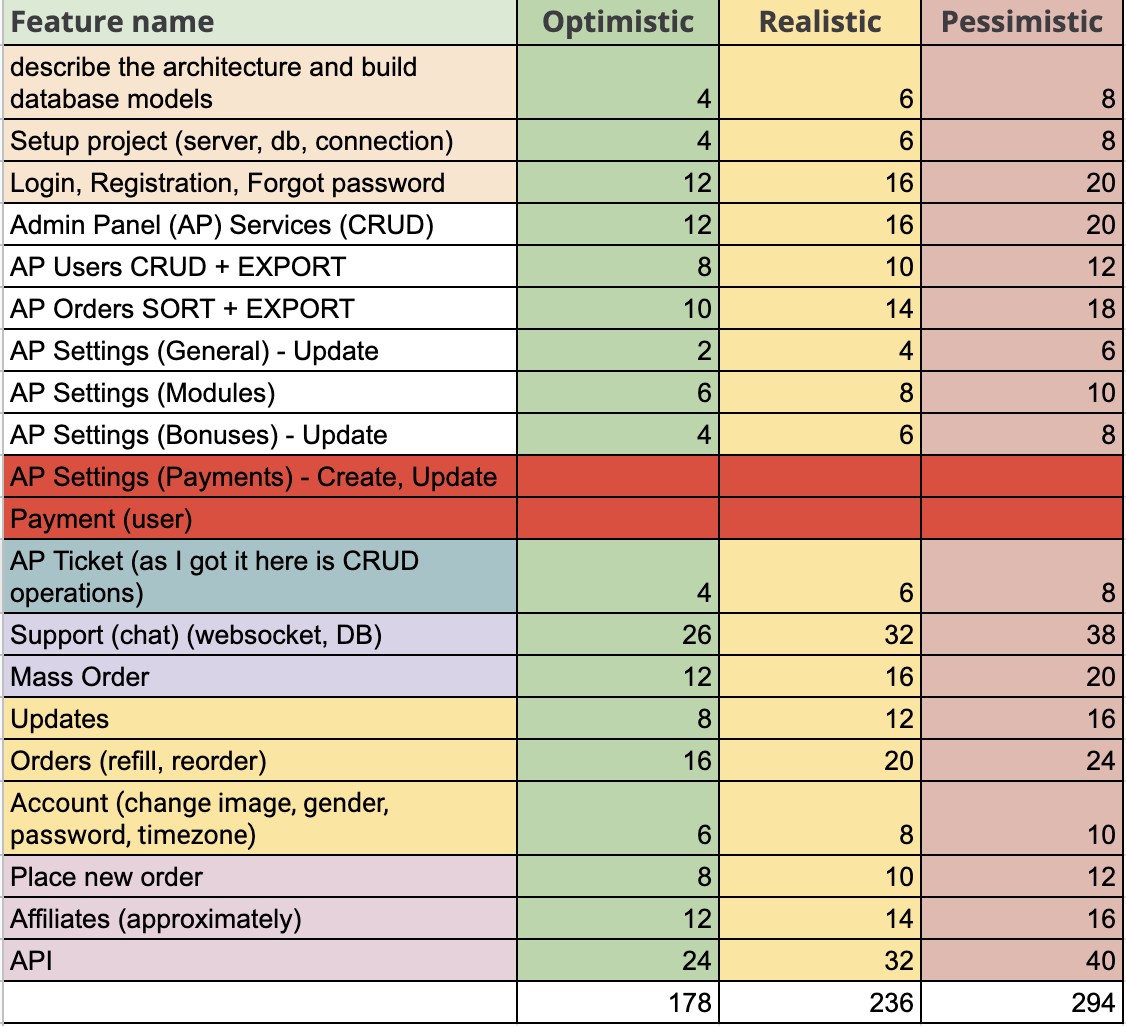 Feature name Optimistic Realistic Pessimistic
describe the architecture and build
database models 4 6 8
Setup project (server, db, connection) 4 6 8
Login, Registration, Forgot password 12 16 20
Admin Panel (AP) Services (CRUD) 12 16 20
AP Users CRUD + EXPORT 8 10 12
AP Orders SORT + EXPORT 10 14 18
AP Settings (General) - Update 2 4 6
AP Settings (Modules) 6 8 10
AP Settings (Bonuses) - Update 4 6 8
AP Settings (Payments) - Create, Update
Payment (user)
AP Ticket (as I got it here is CRUD
operations) 4 6 8
Support (chat) (websocket, DB) 26 32 38
Mass Order 12 16 20
Updates 8 12 16
Orders (refill, reorder) 16 20 24
Account (change image, gender,
password, timezone) 6 8 10
Place new order 8 10 12
Affiliates (approximately) 12 14 16
API 24 32 40
178 236 294